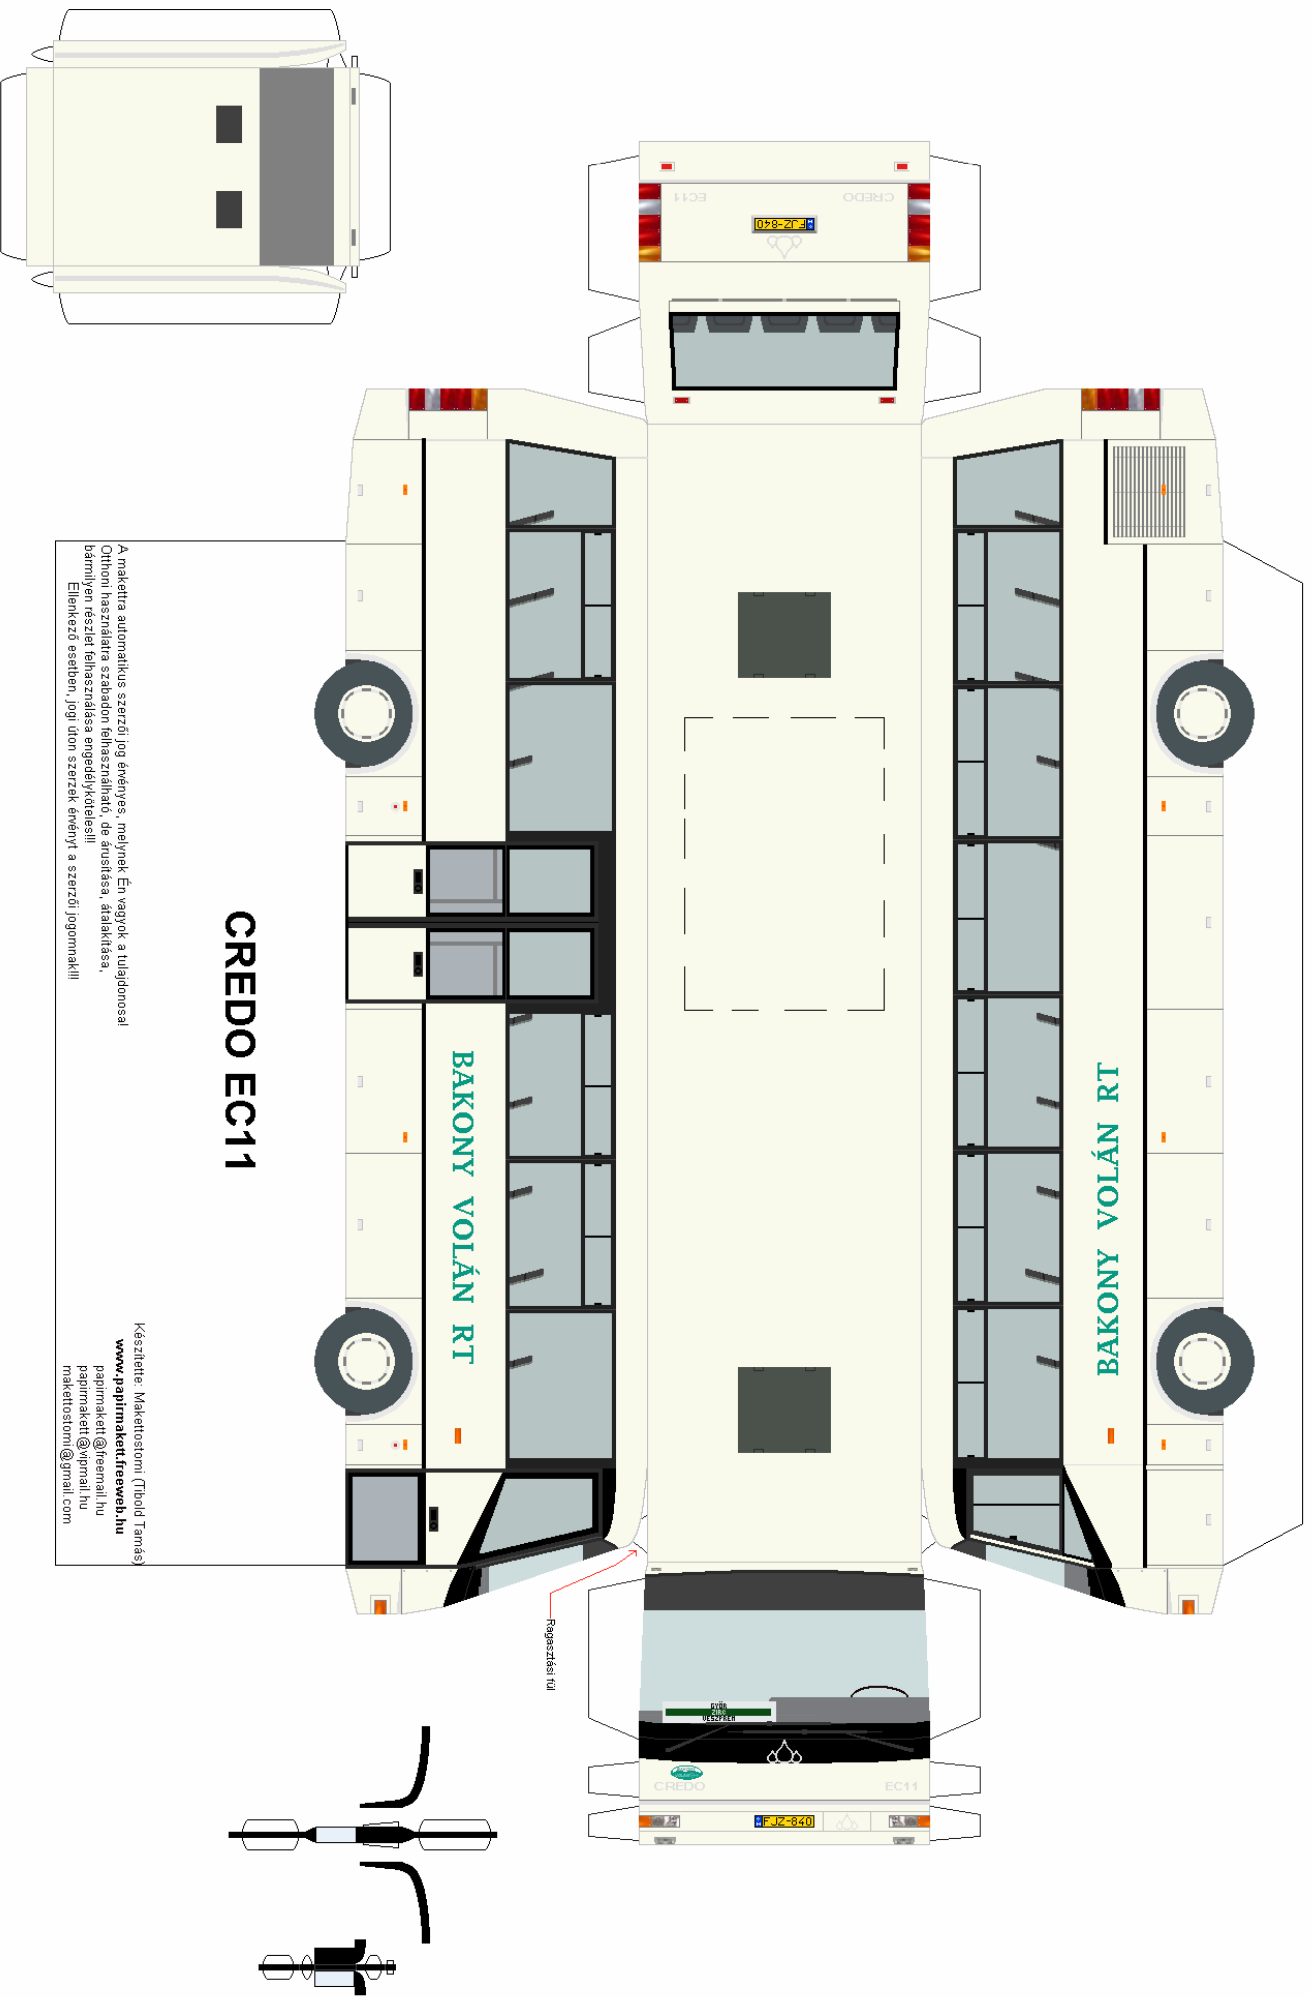 EC11
CREDO
FJZ-840
A makettra automatikus szerzői jog érvényes, melynek Én vagyok a tulajdonosa!
Otthoni használatra szabadon felhasználható, de árusítása, átalakítása,
bármilyen részlet felhasználása engedélyköteles!!!
Ellenkező esetben, jogi úton szerzek érvényt a szerzői jogomnak!!!
CREDO EC11
BAKONY VOLÁN RT
BAKONY VOLÁN RT
Készítette: Makettostomi (Tibold Tamás)
www.papirmakett.freeweb.hu
papirmakett@freemail.hu
papirmakett@vipmail.hu
makettostomi@gmail.com
Ragasztási fül
GYŐR
ZIRC
VESZPRÉM
CREDO
EC11
FJZ-840